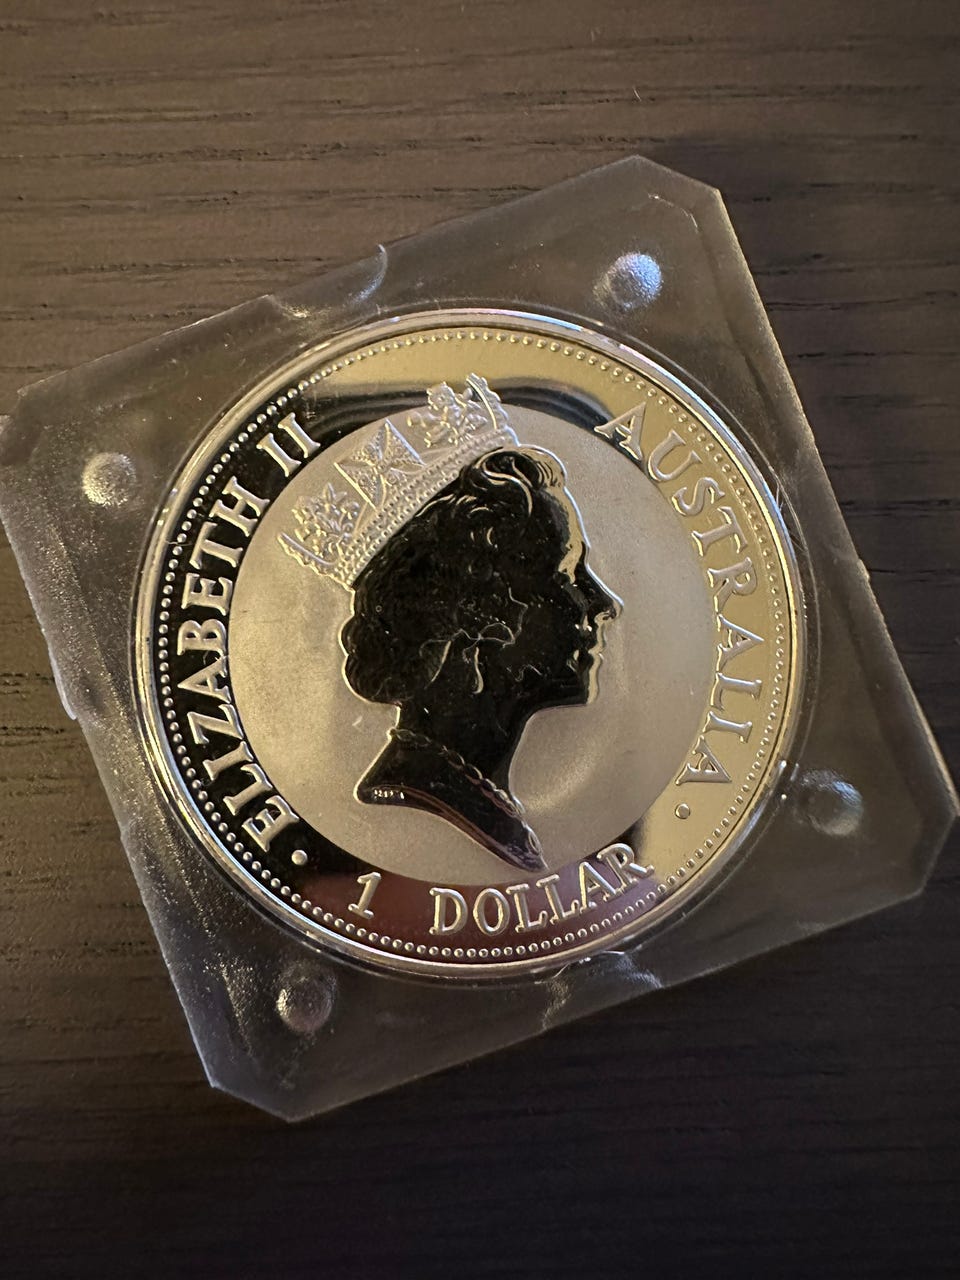 · ELIZABETH II
AUSTRALIA ·
1 DOLLAR